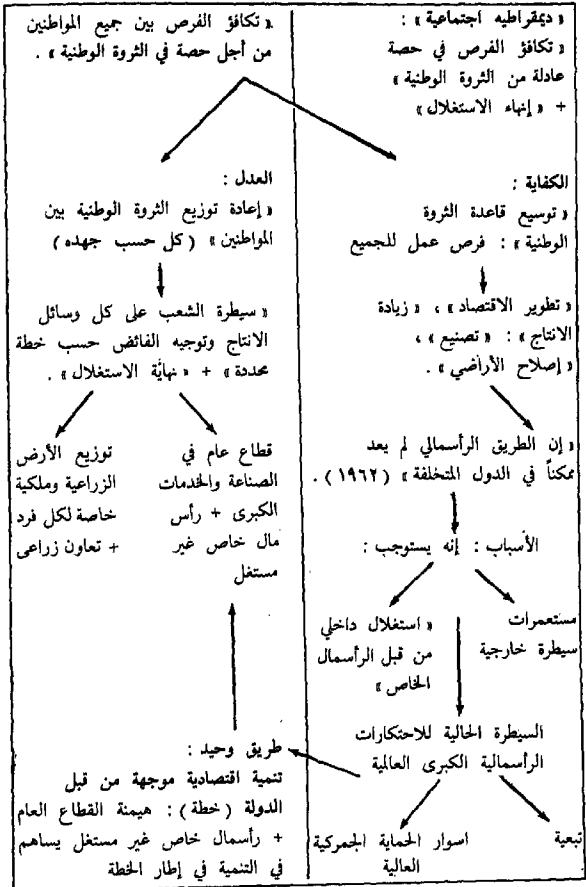 « ديمقراطيه اجتماعية » :
« تكافؤ الفرص في حصة
عادلة من الثروة الوطنية »
+ « إنهاء الاستغلال »
« تكافؤ الفرص بين جميع المواطنين
من أجل حصة في الثروة الوطنية » .
الكفاية :
« توسيع قاعدة الثروة
الوطنية » : فرص عمل للجميع
« تطوير الاقتصاد » ، « زيادة
الانتاج » : « تصنيع » ،
« إصلاح الأراضي » .
« إن الطريق الرأسمالي لم يعد
ممكناً في الدول المتخلفة » (١٩٦٢) .
الأسباب : إنه يستوجب :
مستعمرات
سيطرة خارجية
« استغلال داخلي
من قبل الرأسمال
الخاص »
السيطرة الحالية للاحتكارات
الرأسمالية الكبرى العالمية
تبعية
اسوار الحماية الجمركية
العالية
العدل :
« إعادة توزيع الثروة الوطنية بين
المواطنين » (كل حسب جهده)
« سيطرة الشعب على كل وسائل
الانتاج وتوجيه الفائض حسب خطة
محددة » + « نهاية الاستغلال » .
قطاع عام في
الصناعة والخدمات
الكبرى + رأس
مال خاص غير
مستغل
توزيع الأرض
الزراعية وملكية
خاصة لكل فرد
+ تعاون زراعى
طريق وحيد :
تنمية اقتصادية موجهة من قبل
الدولة (خطة) : هيمنة القطاع العام
+ رأسمال خاص غير مستغل يساهم
في التنمية في إطار الخطة